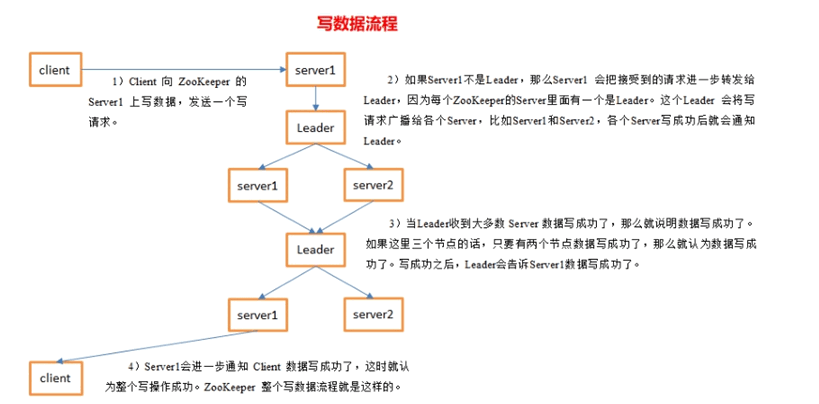 写数据流程
client
server1
1）Client 向 ZooKeeper 的
Server1 上写数据，发送一个写
请求。
2）如果Server1不是Leader，那么Server1 会把接受到的请求进一步转发给
Leader，因为每个ZooKeeper的Server里面有一个是Leader。这个Leader 会将写
请求广播给各个Server，比如Server1和Server2，各个Server写成功后就会通知
Leader。
Leader
server1
server2
3）当Leader收到大多数 Server 数据写成功了，那么就说明数据写成功了。
如果这里三个节点的话，只要有两个节点数据写成功了，那么就认为数据写成
功了。写成功之后，Leader会告诉Server1数据写成功了。
Leader
server1
server2
4）Server1会进一步通知 Client 数据写成功了，这时就认
为整个写操作成功。ZooKeeper 整个写数据流程就是这样的。
client